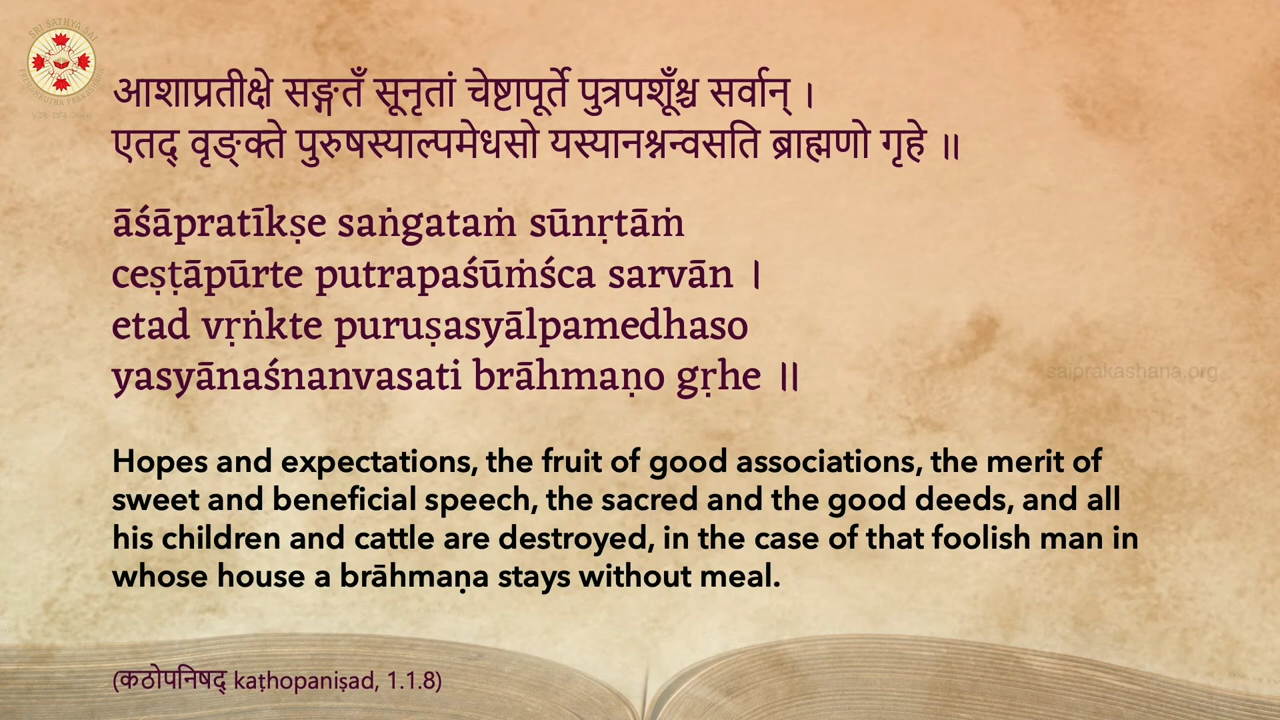 SRI SATHYA SAI
आशाप्रतीक्षे सङ्गतँ सूनृतां चेष्टापूर्ते पुत्रपशूँश्च सर्वान् ।
एतद् वृङ्क्ते पुरुषस्याल्पमेधसो यस्यानश्नन्वसति ब्राह्मणो गृहे ॥
āśāpratīkṣe saṅgataṁ sūnṛtāṁ
ceṣṭāpūrte putrapaśūṁśca sarvān ।
etad vṛṅkte puruṣasyālpamedhaso
yasyānaśnanvasati brāhmaṇo gṛhe ॥
saiprakashana.org
Hopes and expectations, the fruit of good associations, the merit of
sweet and beneficial speech, the sacred and the good deeds, and all
his children and cattle are destroyed, in the case of that foolish man in
whose house a brāhmaṇa stays without meal.
(कठोपनिषद् kaṭhopaniṣad, 1.1.8)